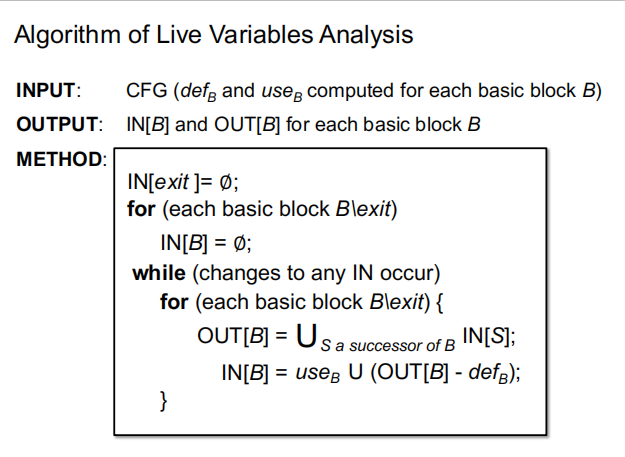 Algorithm of Live Variables Analysis
INPUT: CFG (def_B and use_B computed for each basic block B)
OUTPUT: IN[B] and OUT[B] for each basic block B
METHOD:
IN[exit ]= ∅;
for (each basic block B\exit)
IN[B] = ∅;
while (changes to any IN occur)
for (each basic block B\exit) {
OUT[B] = ⋃_S a successor of B IN[S];
IN[B] = use_B U (OUT[B] - def_B);
}